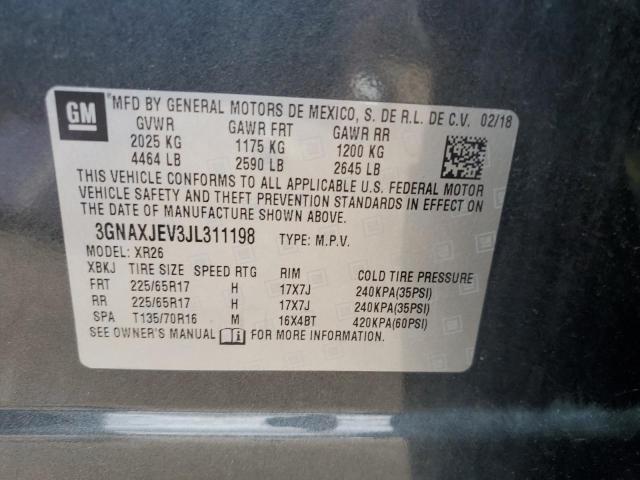 GM
*MFD BY GENERAL MOTORS DE MEXICO, S. DE R.L. DE C.V. 02/18
GVWR GAWR FRT GAWR RR
2025 KG 1175 KG 1200 KG
4464 LB 2590 LB 2645 LB
THIS VEHICLE CONFORMS TO ALL APPLICABLE U.S. FEDERAL MOTOR
VEHICLE SAFETY AND THEFT PREVENTION STANDARDS IN EFFECT ON
THE DATE OF MANUFACTURE SHOWN ABOVE.
3GNAXJEV3JL311198 TYPE: M.P.V.
MODEL: XR26
XBKJ TIRE SIZE SPEED RTG RIM COLD TIRE PRESSURE
FRT 225/65R17 H 17X7J 240KPA(35PSI)
RR 225/65R17 H 17X7J 240KPA(35PSI)
SPA T135/70R16 M 16X4BT 420KPA(60PSI)
SEE OWNER'S MANUAL FOR MORE INFORMATION.